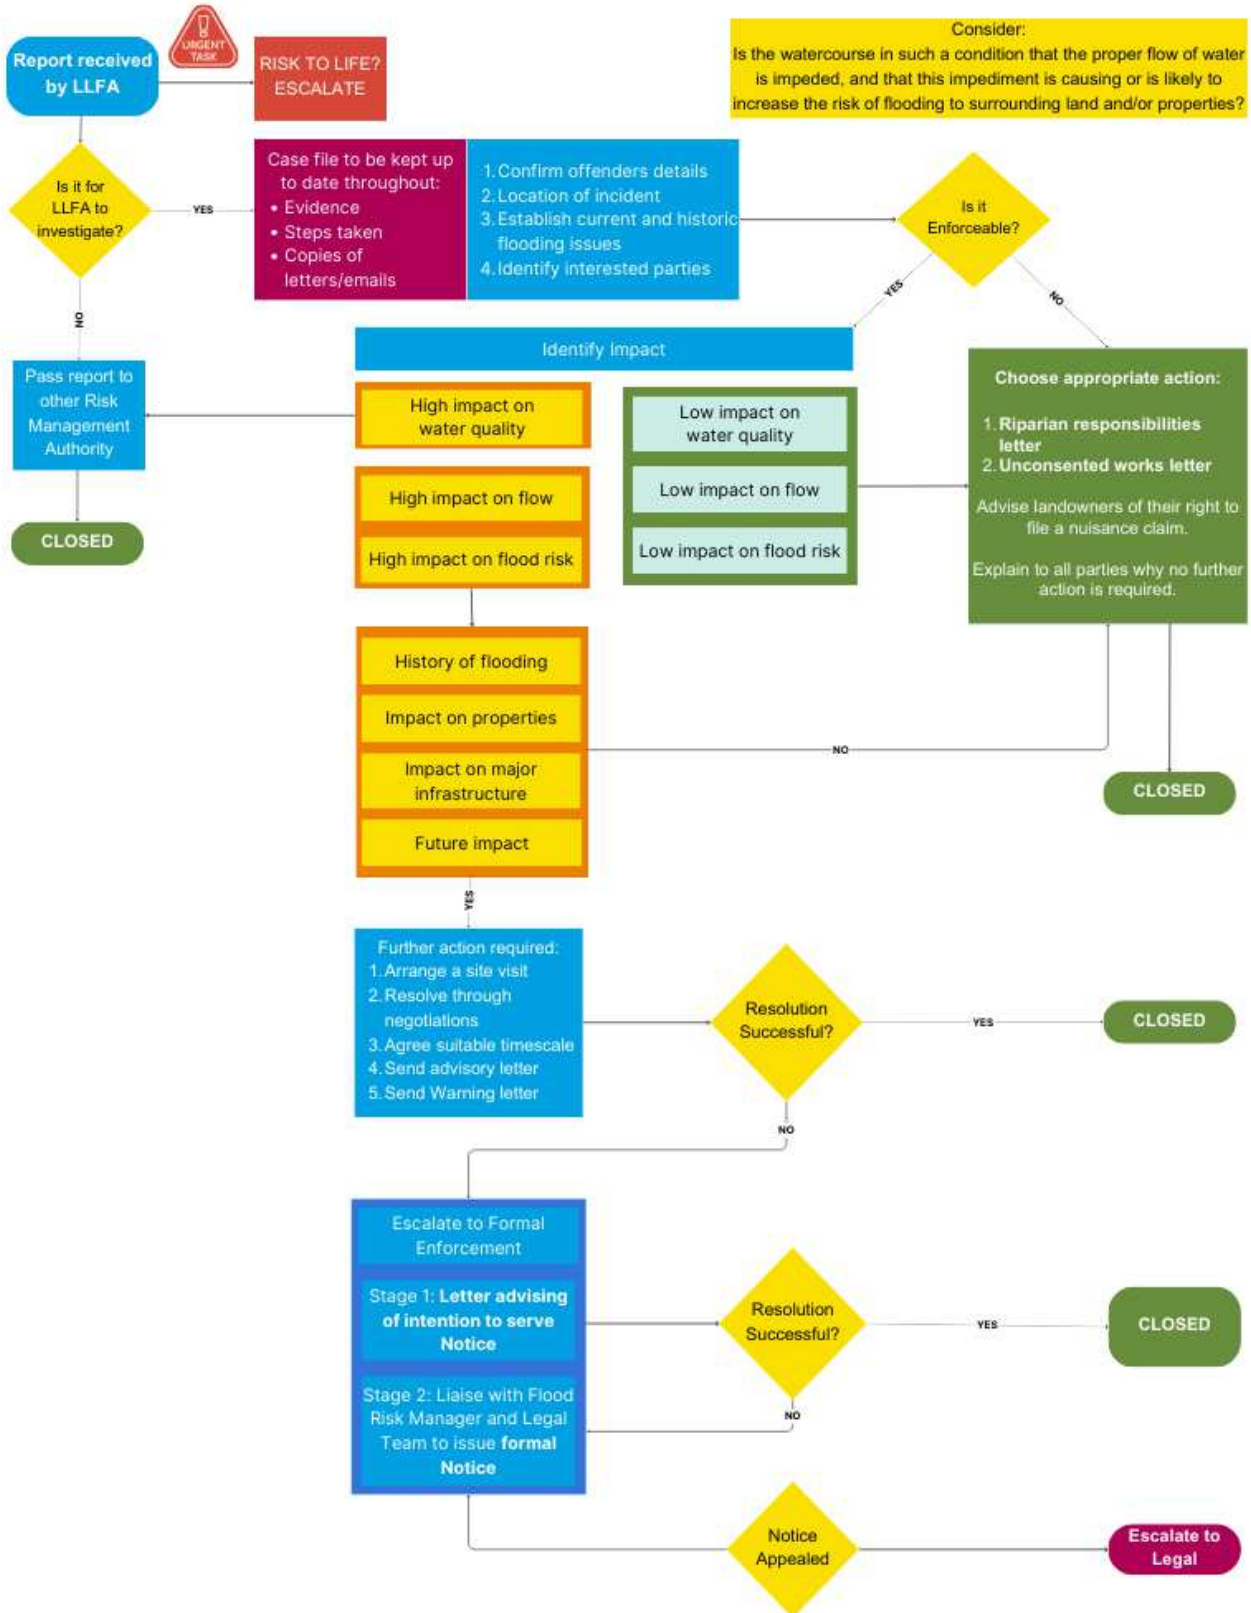 URGENT
TASK
Report received
by LLFA
RISK TO LIFE?
ESCALATE
Consider:
Is the watercourse in such a condition that the proper flow of water
is impeded, and that this impediment is causing or is likely to
increase the risk of flooding to surrounding land and/or properties?
Is it for
LLFA to
investigate?
YES
Case file to be kept up
to date throughout:
• Evidence
• Steps taken
• Copies of
letters/emails
1. Confirm offenders details
2. Location of incident
3. Establish current and historic
flooding issues
4. Identify interested parties
Is it
Enforceable?
YES
NO
NO
Identify Impact
Pass report to
other Risk
Management
Authority
CLOSED
High impact on
water quality
High impact on flow
High impact on flood risk
Low impact on
water quality
Low impact on flow
Low impact on flood risk
Choose appropriate action:
1. Riparian responsibilities
letter
2. Unconsented works letter
Advise landowners of their right to
file a nuisance claim.
Explain to all parties why no further
action is required.
History of flooding
Impact on properties
Impact on major
infrastructure
Future impact
NO
CLOSED
YES
Further action required:
1. Arrange a site visit
2. Resolve through
negotiations
3. Agree suitable timescale
4. Send advisory letter
5. Send Warning letter
Resolution
Successful?
YES
CLOSED
NO
Escalate to Formal
Enforcement
Stage 1: Letter advising
of intention to serve
Notice
Resolution
Successful?
YES
CLOSED
NO
Stage 2: Liaise with Flood
Risk Manager and Legal
Team to issue formal
Notice
Notice
Appealed
Escalate to
Legal